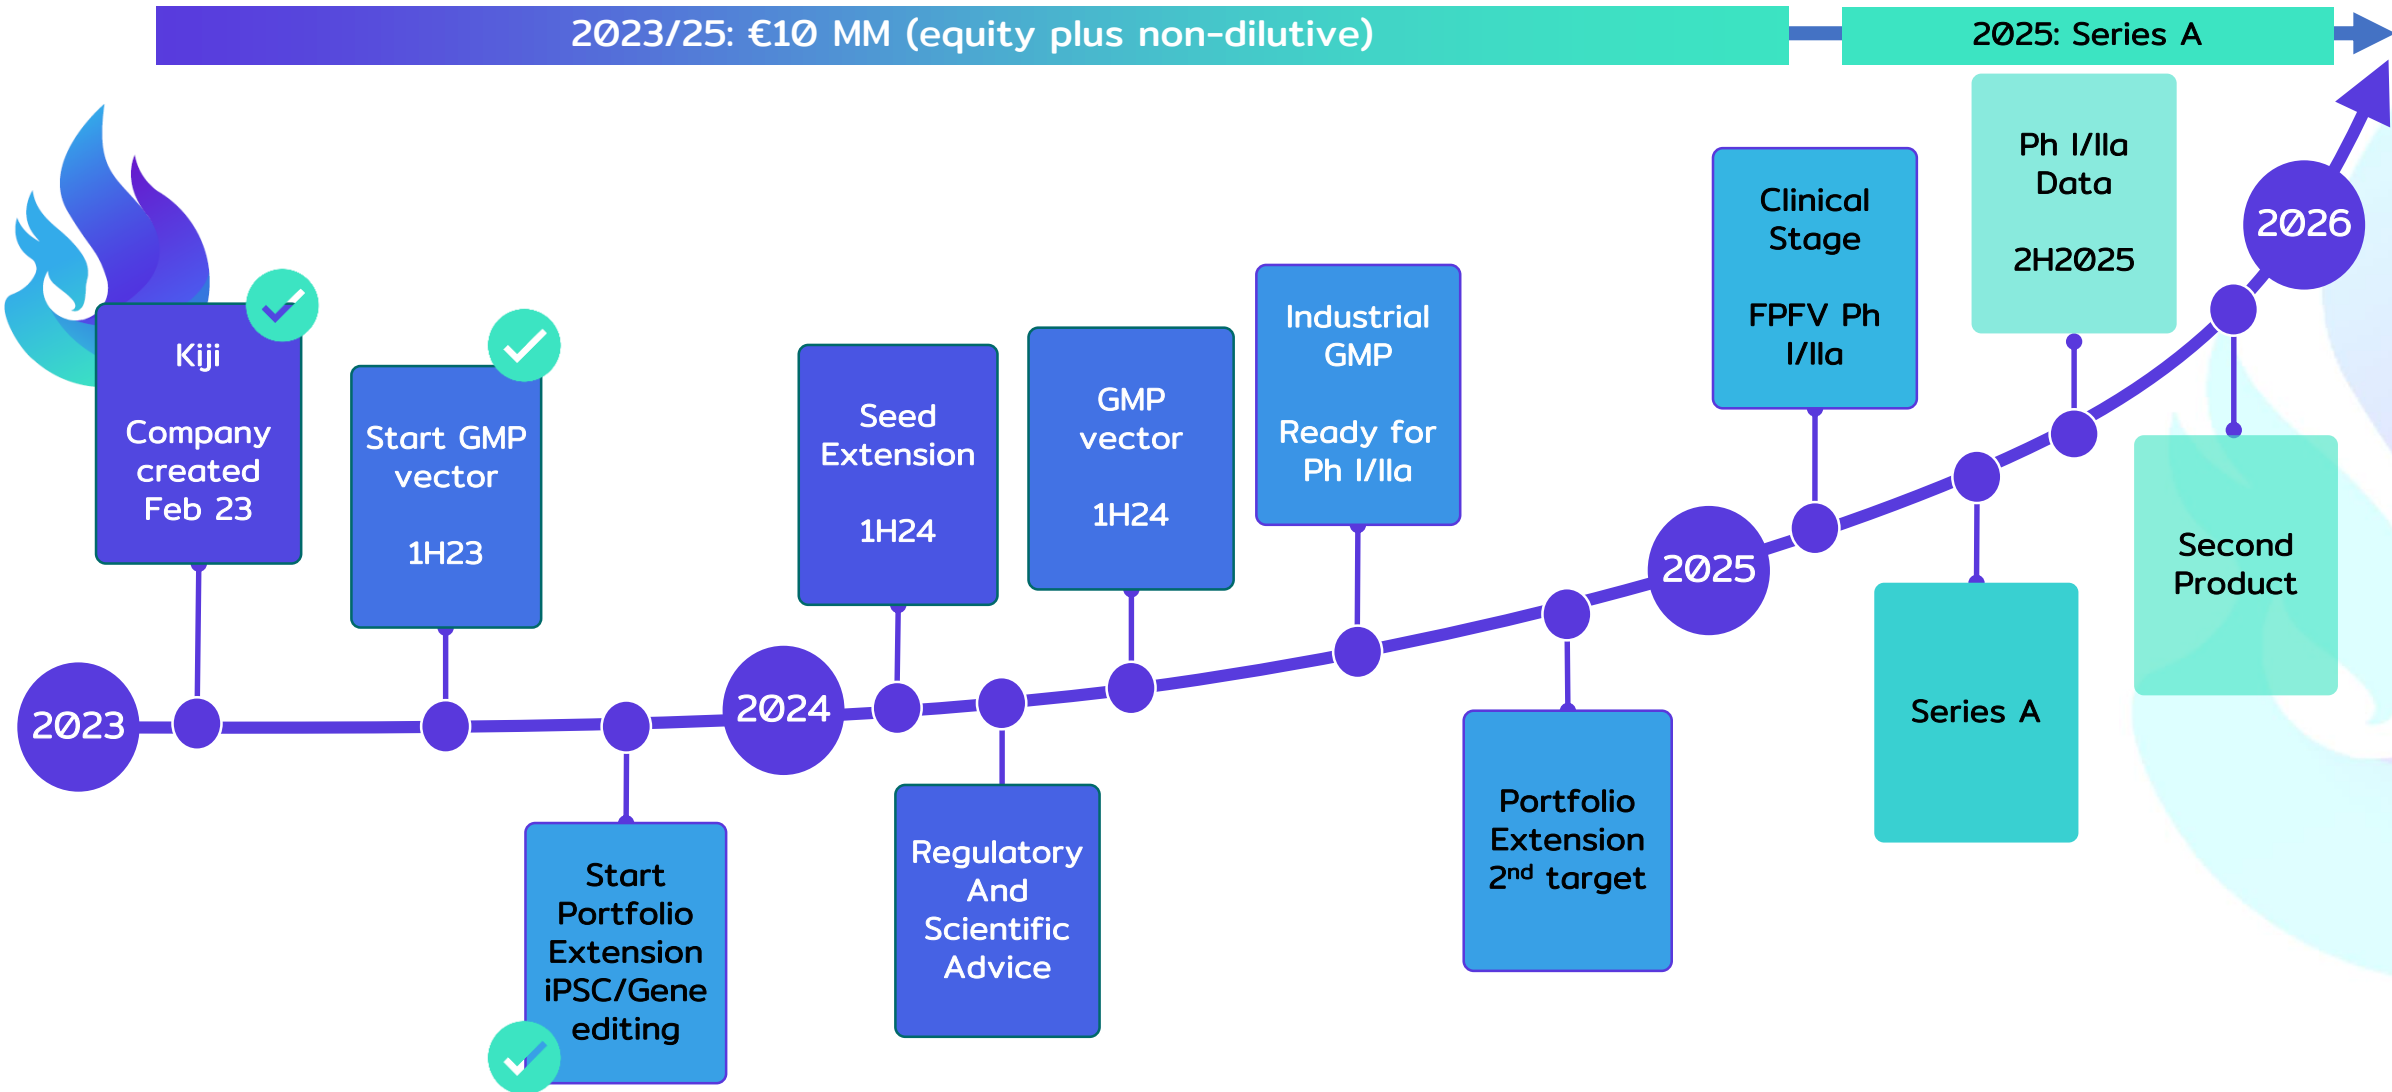 2023/25: €10 MM (equity plus non-dilutive)
2025: Series A
Kiji
Company
created
Feb 23
Start GMP
vector
1H23
Start
Portfolio
Extension
iPSC/Gene
editing
Seed
Extension
1H24
Regulatory
And
Scientific
Advice
GMP
vector
1H24
Industrial
GMP
Ready for
Ph I/IIa
Portfolio
Extension
2nd target
Clinical
Stage
FPFV Ph
I/IIa
Series A
Ph I/IIa
Data
2H2025
Second
Product
2023
2024
2025
2026